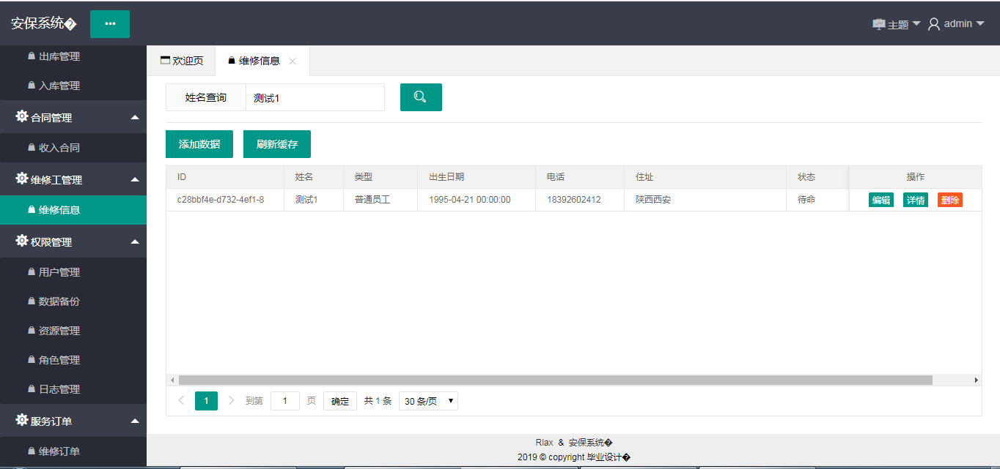 安保系统�
•••
主题
admin
出库管理
入库管理
合同管理
收入合同
维修工管理
维修信息
权限管理
用户管理
数据备份
资源管理
角色管理
日志管理
服务订单
维修订单
欢迎页
维修信息
姓名查询 测试1
添加数据 刷新缓存
ID 姓名 类型 出生日期 电话 住址 状态 操作
c28bbf4e-d732-4ef1-8 测试1 普通员工 1995-04-21 00:00:00 18392602412 陕西西安 待命 编辑 详情 删除
1 到第 1 页 确定 共 1 条 30 条/页
Rlax & 安保系统�
2019 © copyright 毕业设计�